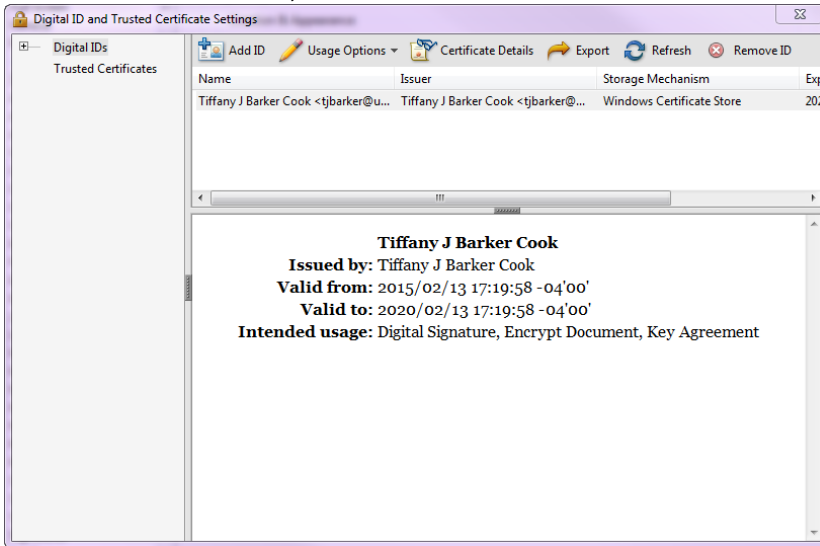 Digital ID and Trusted Certificate Settings
Digital IDs
Trusted Certificates
Add ID Usage Options Certificate Details Export Refresh Remove ID
Name Issuer Storage Mechanism Exp
Tiffany J Barker Cook <tjbarker@u... Tiffany J Barker Cook <tjbarker@... Windows Certificate Store 202
Tiffany J Barker Cook
Issued by: Tiffany J Barker Cook
Valid from: 2015/02/13 17:19:58 -04'00'
Valid to: 2020/02/13 17:19:58 -04'00'
Intended usage: Digital Signature, Encrypt Document, Key Agreement